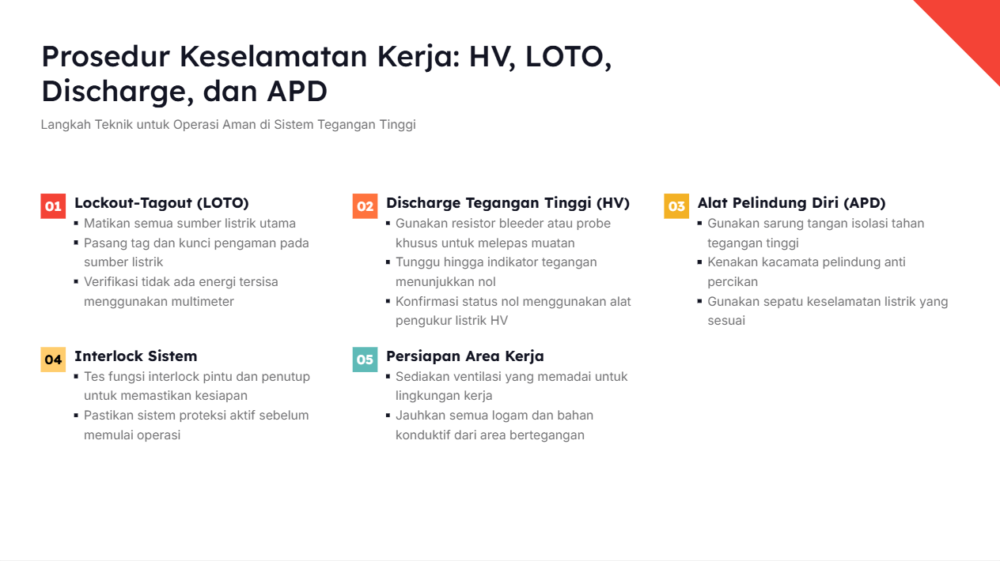 Prosedur Keselamatan Kerja: HV, LOTO,
Discharge, dan APD
Langkah Teknik untuk Operasi Aman di Sistem Tegangan Tinggi
01 Lockout-Tagout (LOTO)
▪ Matikan semua sumber listrik utama
▪ Pasang tag dan kunci pengaman pada
sumber listrik
▪ Verifikasi tidak ada energi tersisa
menggunakan multimeter
02 Discharge Tegangan Tinggi (HV)
▪ Gunakan resistor bleeder atau probe
khusus untuk melepas muatan
▪ Tunggu hingga indikator tegangan
menunjukkan nol
▪ Konfirmasi status nol menggunakan alat
pengukur listrik HV
03 Alat Pelindung Diri (APD)
▪ Gunakan sarung tangan isolasi tahan
tegangan tinggi
▪ Kenakan kacamata pelindung anti
percikan
▪ Gunakan sepatu keselamatan listrik yang
sesuai
04 Interlock Sistem
▪ Tes fungsi interlock pintu dan penutup
untuk memastikan kesiapan
▪ Pastikan sistem proteksi aktif sebelum
memulai operasi
05 Persiapan Area Kerja
▪ Sediakan ventilasi yang memadai untuk
lingkungan kerja
▪ Jauhkan semua logam dan bahan
konduktif dari area bertegangan